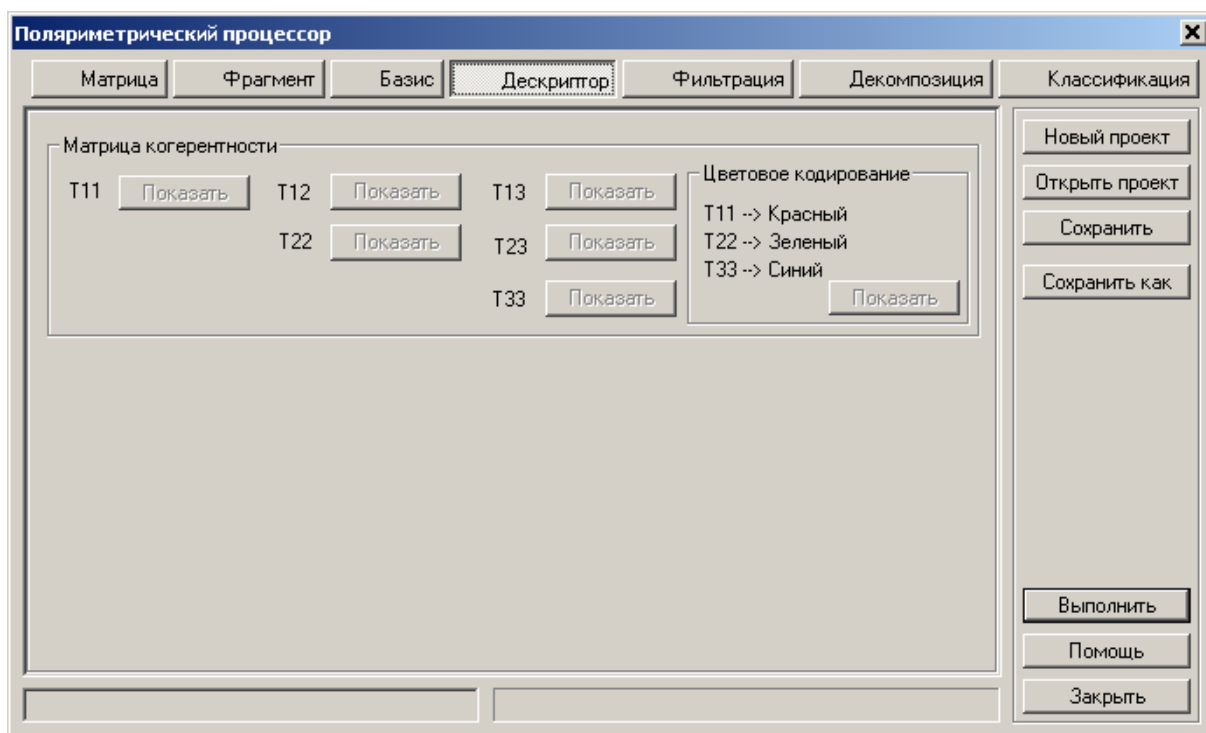 Поляриметрический процессор
Матрица Фрагмент Базис Дескриптор Фильтрация Декомпозиция Классификация
Матрица когерентности
T11 Показать T12 Показать T13 Показать
T22 Показать T23 Показать
T33 Показать
Цветовое кодирование
T11 --> Красный
T22 --> Зеленый
T33 --> Синий
Показать
Новый проект
Открыть проект
Сохранить
Сохранить как
Выполнить
Помощь
Закрыть